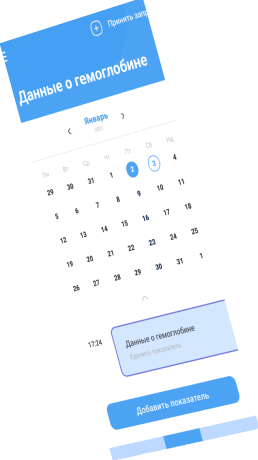 Принять запр
Данные о гемоглобине
Январь
Пн Вт Ср Чт Пт Сб Нд
29 30 31 1 2 3 4
5 6 7 8 9 10 11
12 13 14 15 16 17 18
19 20 21 22 23 24 25
26 27 28 29 30 31 1
17:24
Данные о гемоглобине
Удалить показатель
Добавить показатель